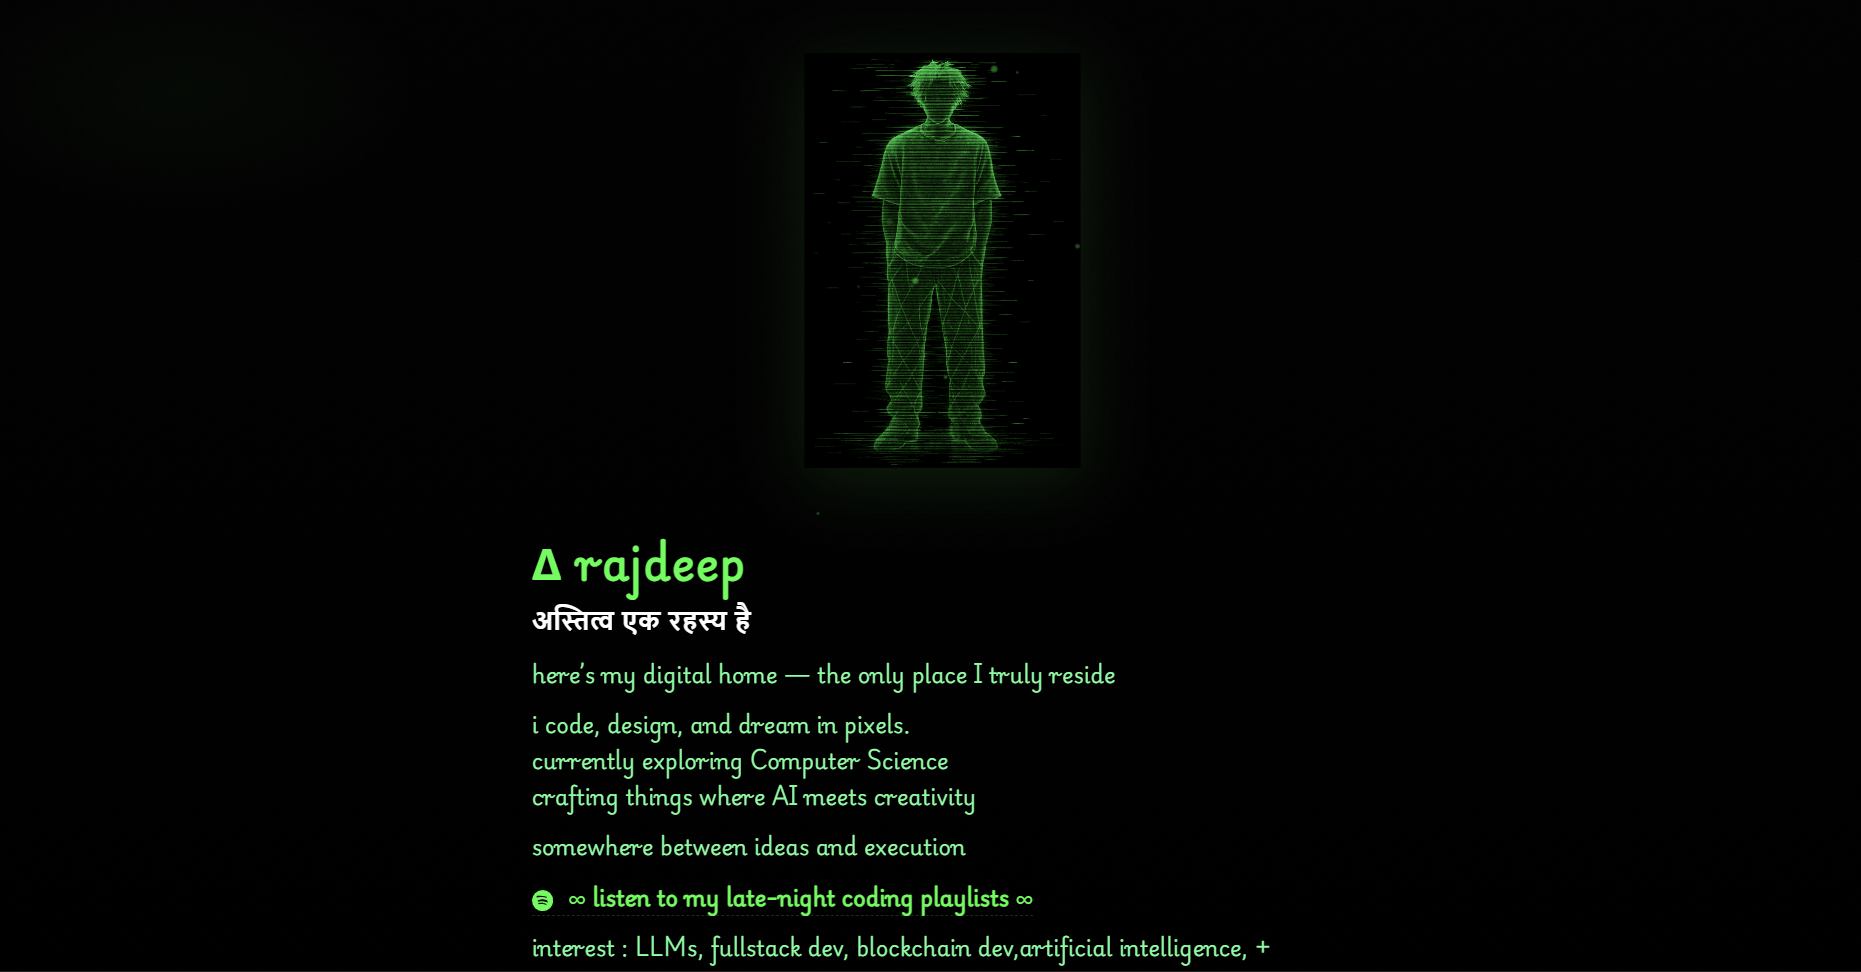 Δ rajdeep
अस्तित्व एक रहस्य है
here's my digital home — the only place I truly reside
i code, design, and dream in pixels.
currently exploring Computer Science
crafting things where AI meets creativity
somewhere between ideas and execution
∞ listen to my late-night coding playlists ∞
interest : LLMs, fullstack dev, blockchain dev,artificial intelligence, +